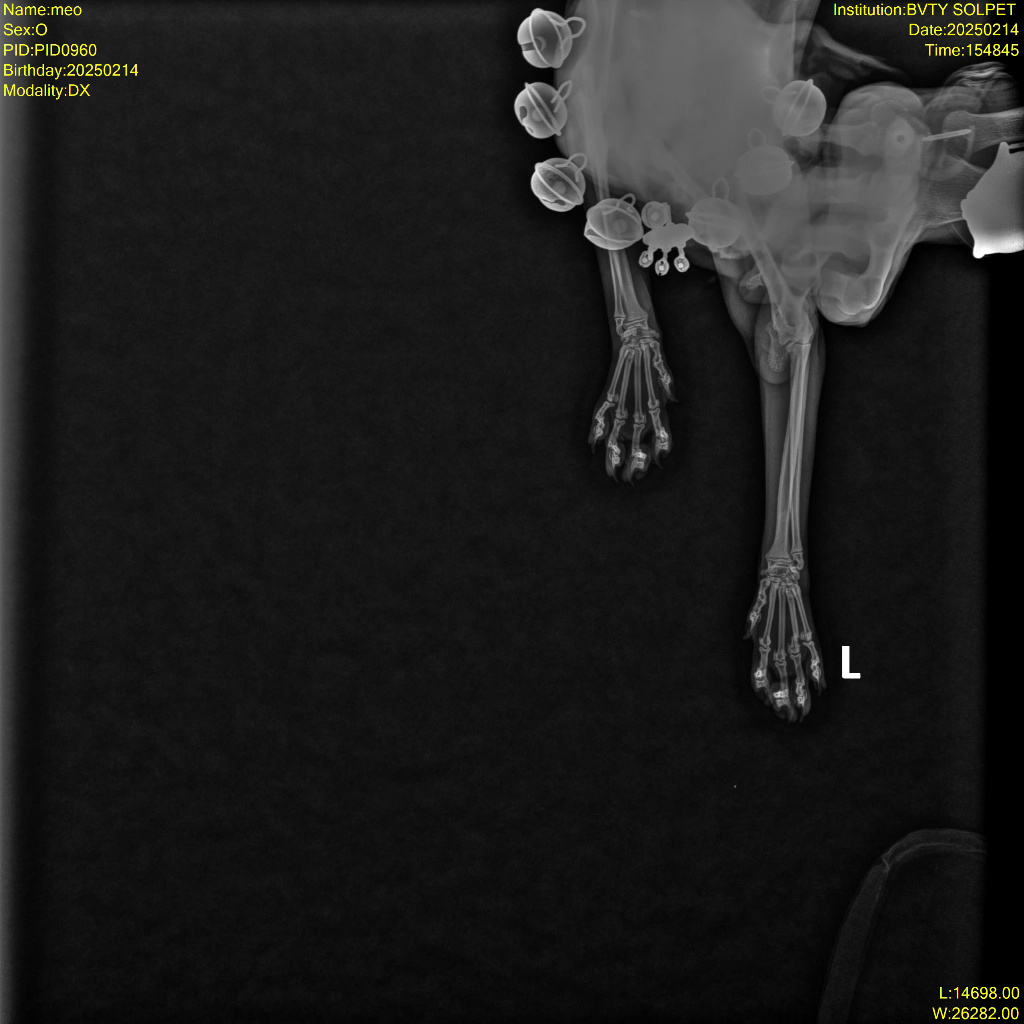 Name:meo
Sex:O
PID:PID0960
Birthday:20250214
Modality:DX
Institution:BVTY SOLPET
Date:20250214
Time:154845
L
L:14698.00
W:26282.00